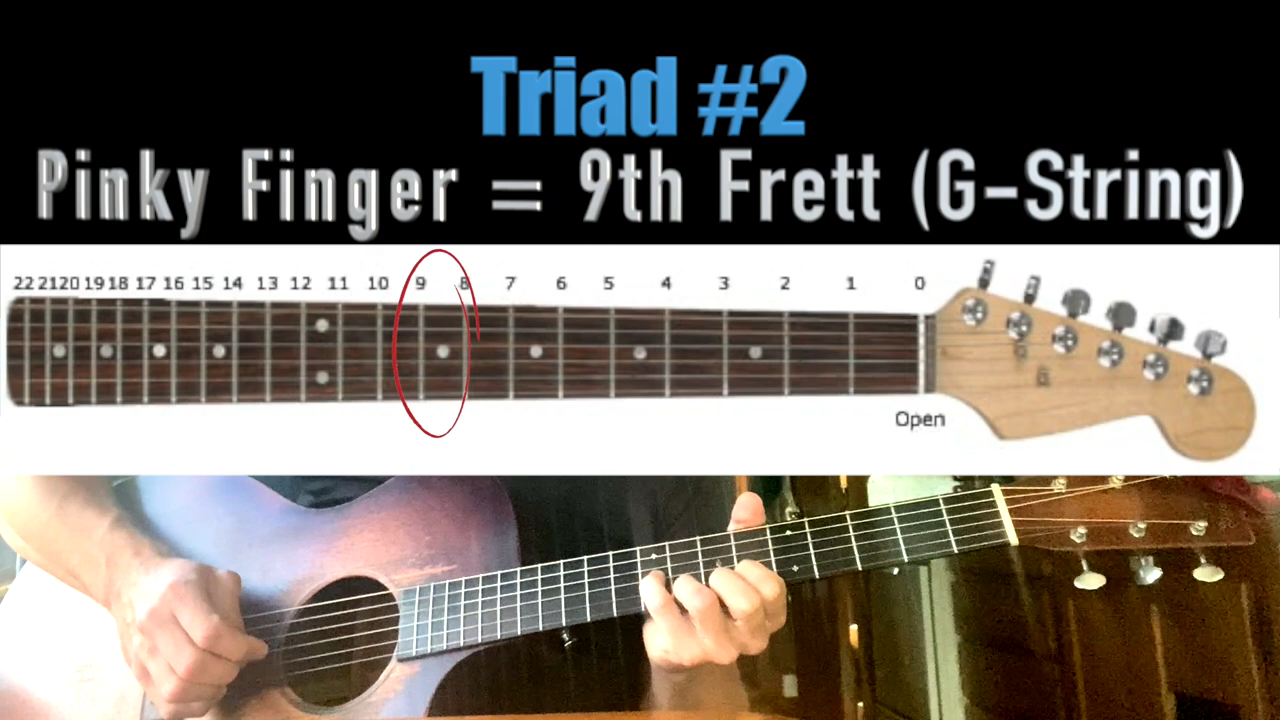 Triad #2
Pinky Finger = 9th Frett (G-String)
22 21 20 19 18 17 16 15 14 13 12 11 10 9 8 7 6 5 4 3 2 1 0
Open